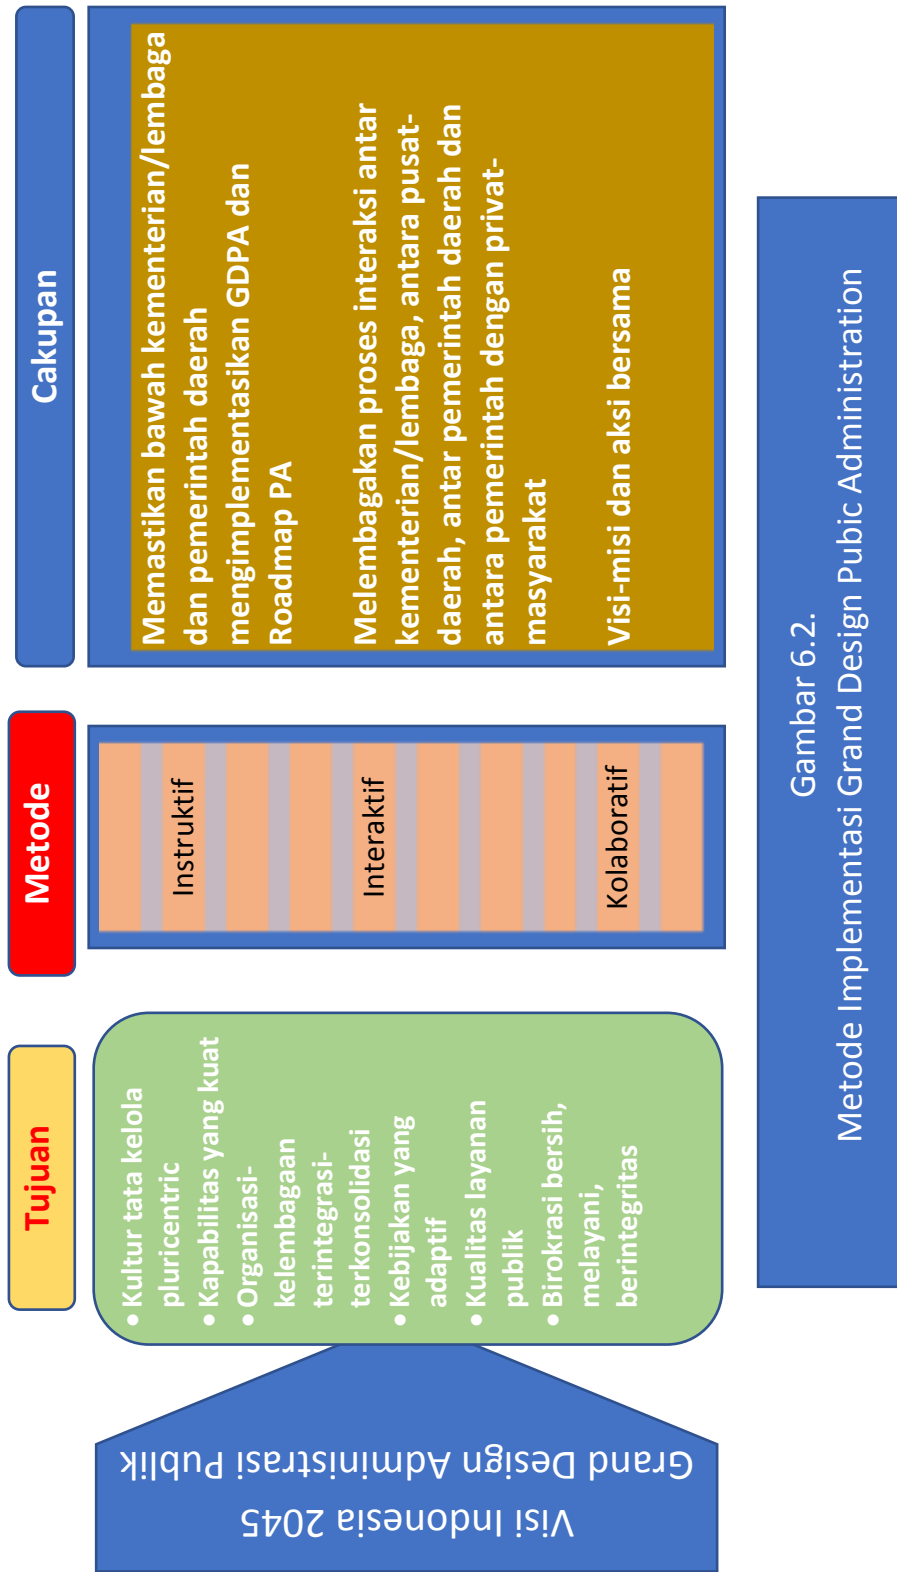 Visi Indonesia 2045
Grand Design Administrasi Publik
Tujuan
• Kultur tata kelola
pluricentric
• Kapabilitas yang kuat
• Organisasi-
kelembagaan
terintegrasi-
terkonsolidasi
• Kebijakan yang
adaptif
• Kualitas layanan
publik
• Birokrasi bersih,
melayani,
berintegritas
Metode
Instruktif
Interaktif
Kolaboratif
Cakupan
Memastikan bawah kementerian/lembaga
dan pemerintah daerah
mengimplementasikan GDPA dan
Roadmap PA
Melembagakan proses interaksi antar
kementerian/lembaga, antara pusat-
daerah, antar pemerintah daerah dan
antara pemerintah dengan privat-
masyarakat
Visi-misi dan aksi bersama
Gambar 6.2.
Metode Implementasi Grand Design Pubic Administration